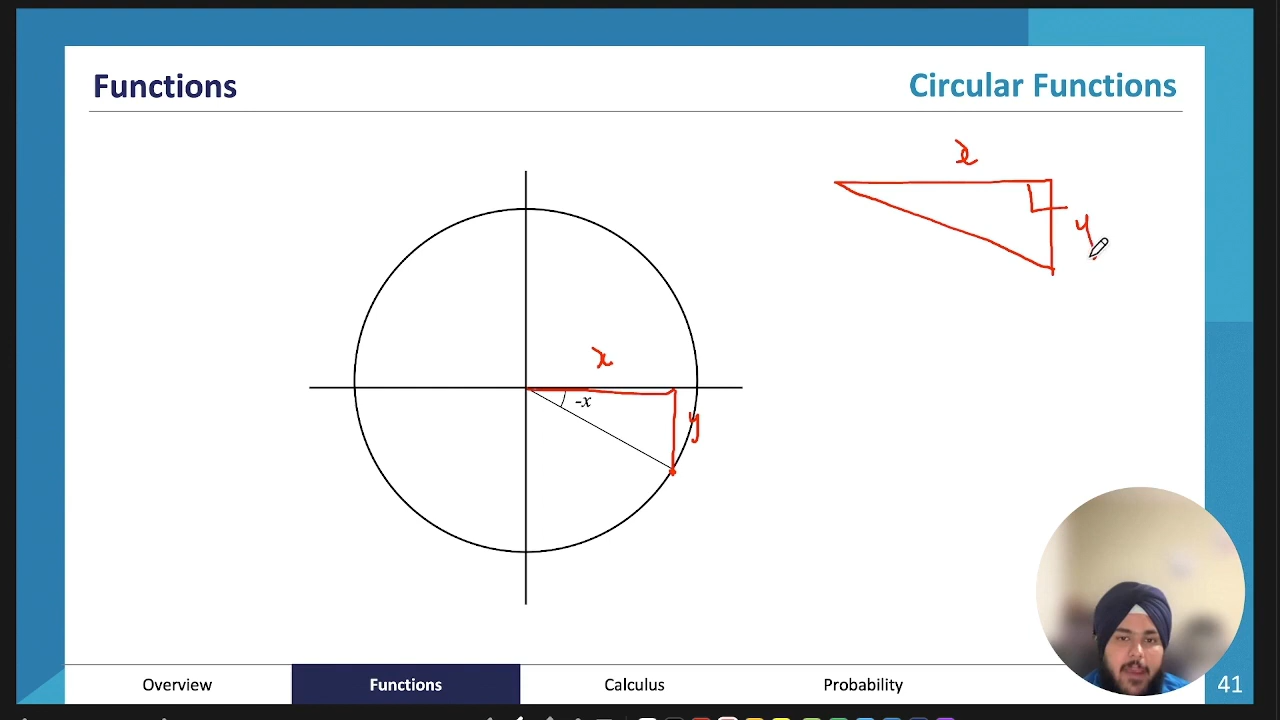 Functions
Circular Functions
x
y
x
-x
y
Overview
Functions
Calculus
Probability
41